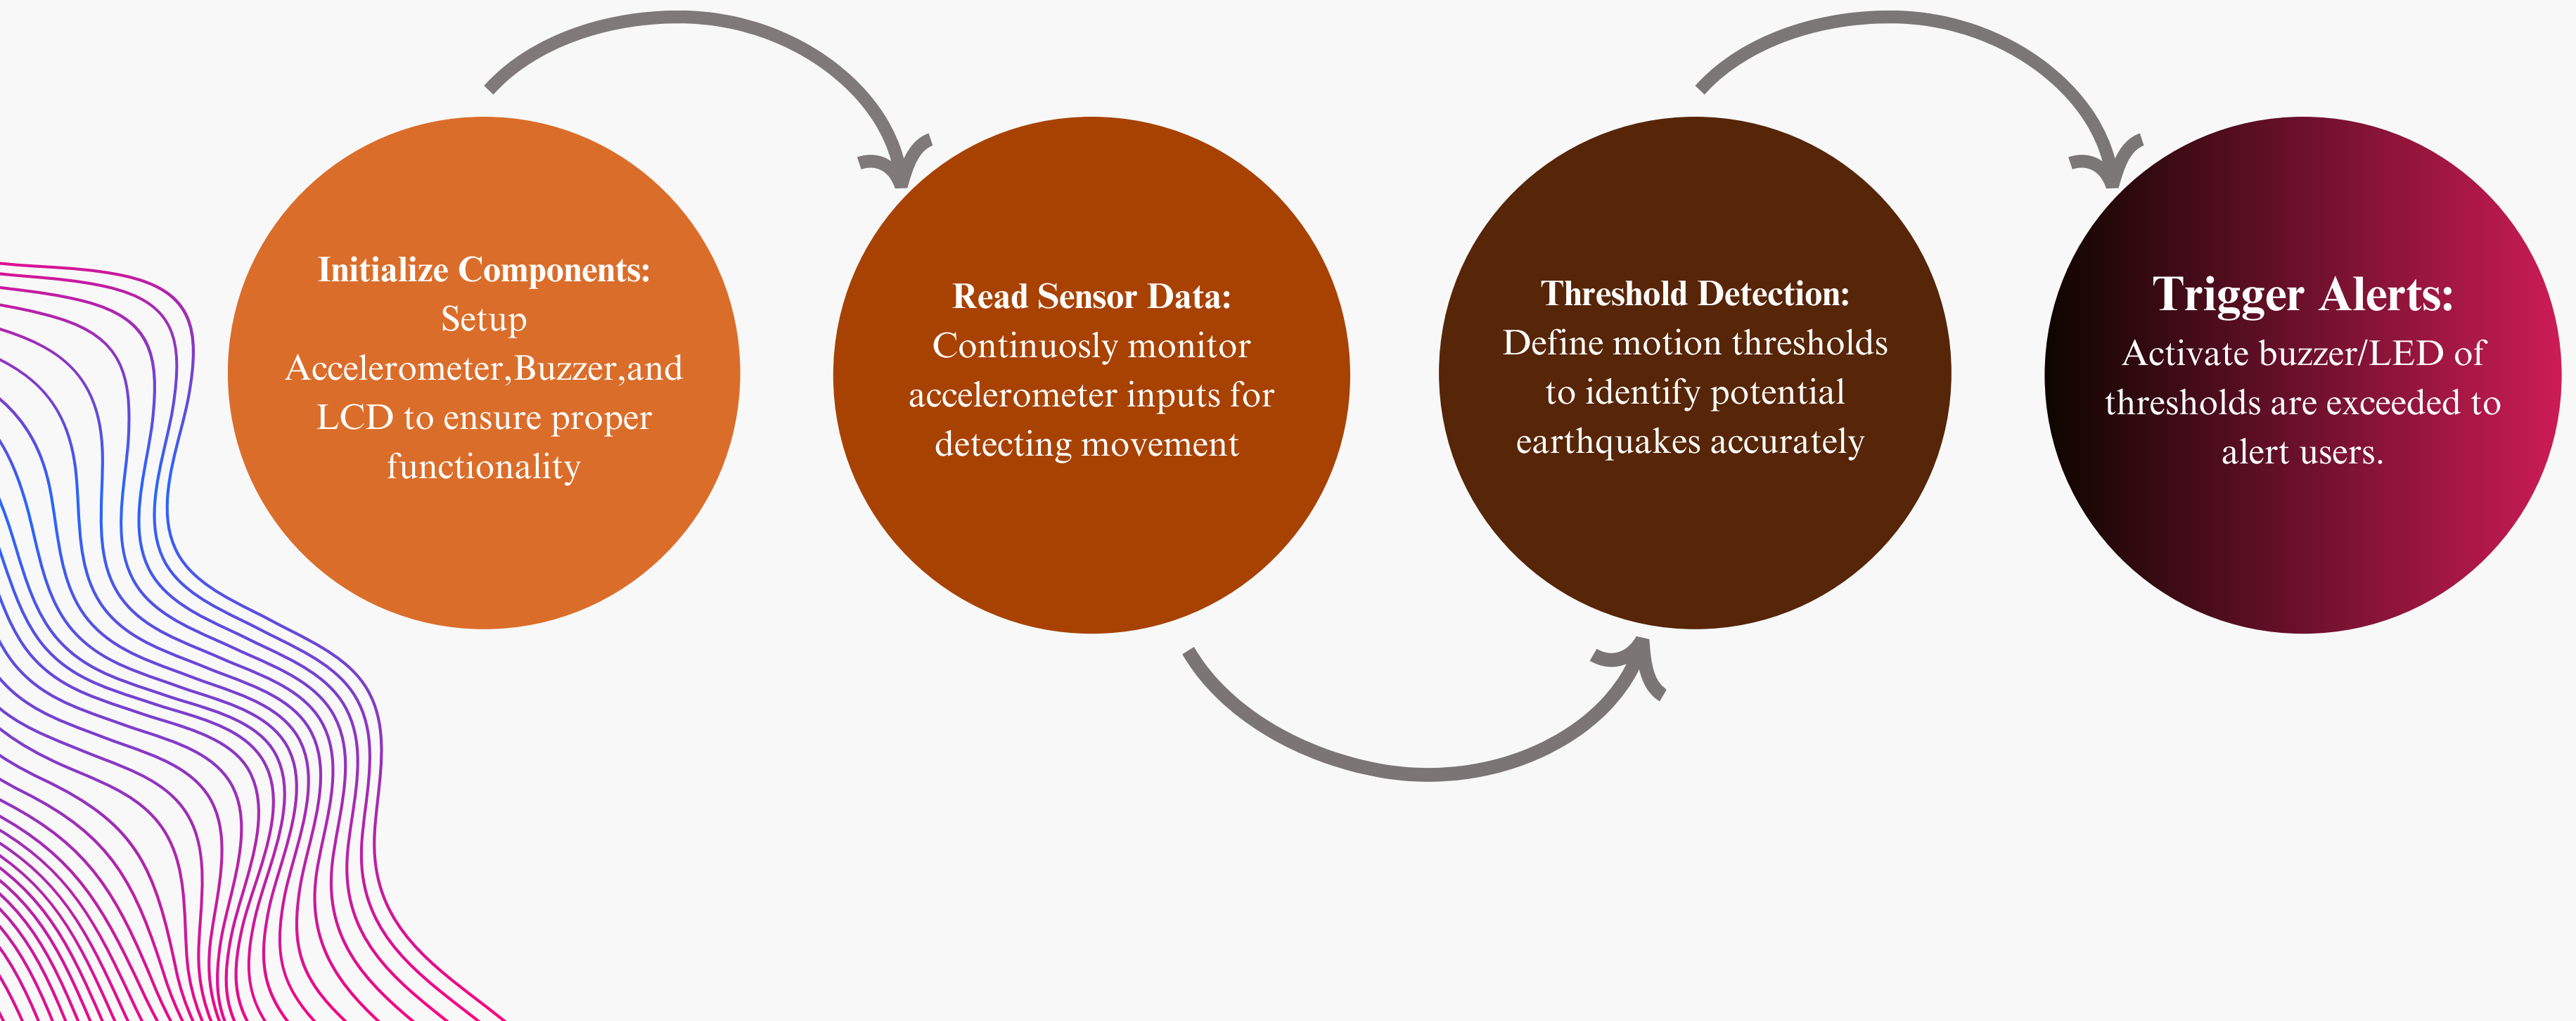 Initialize Components:
Setup
Accelerometer,Buzzer,and
LCD to ensure proper
functionality
Read Sensor Data:
Continuosly monitor
accelerometer inputs for
detecting movement
Threshold Detection:
Define motion thresholds
to identify potential
earthquakes accurately
Trigger Alerts:
Activate buzzer/LED of
thresholds are exceeded to
alert users.